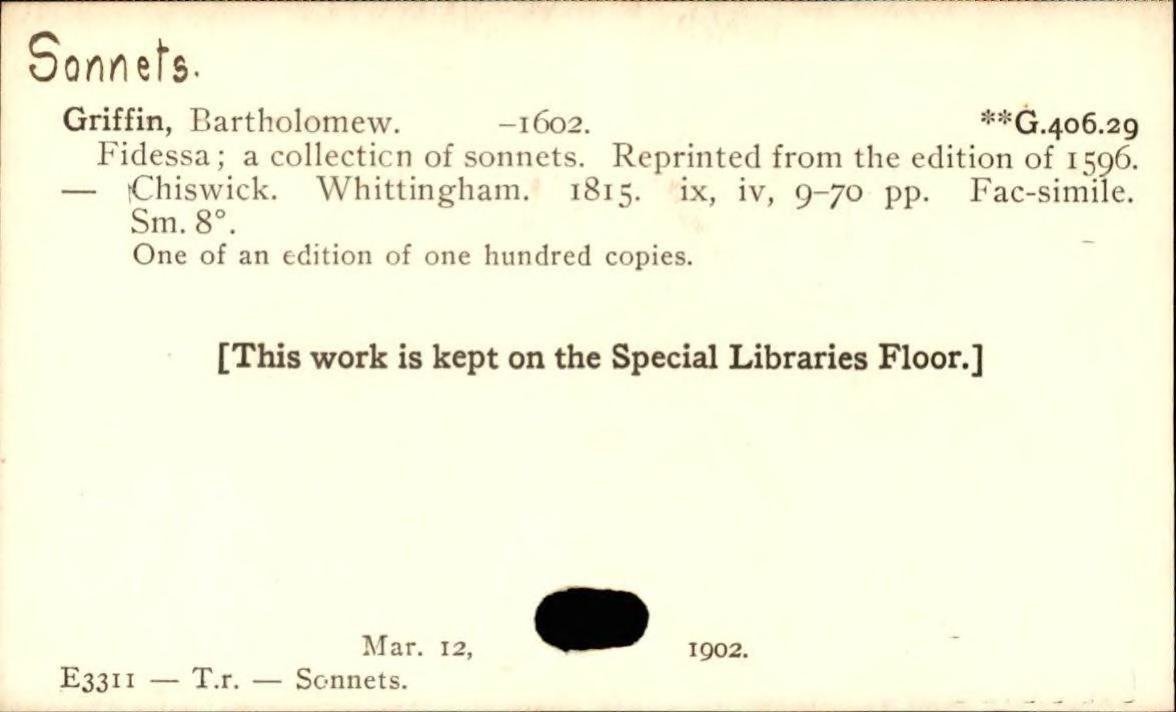 Sonnets.
Griffin, Bartholomew. -1602. **G.406.29
Fidessa; a collection of sonnets. Reprinted from the edition of 1596.
— Chiswick. Whittingham. 1815. ix, iv, 9-70 pp. Fac-simile.
Sm. 8°.
One of an edition of one hundred copies.
[This work is kept on the Special Libraries Floor.]
Mar. 12, 1902.
E3311 — T.r. — Sonnets.